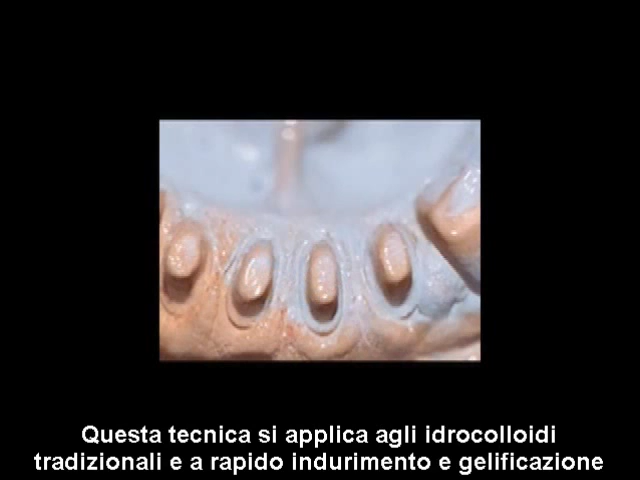 Questa tecnica si applica agli idrocolloidi
tradizionali e a rapido indurimento e gelificazione